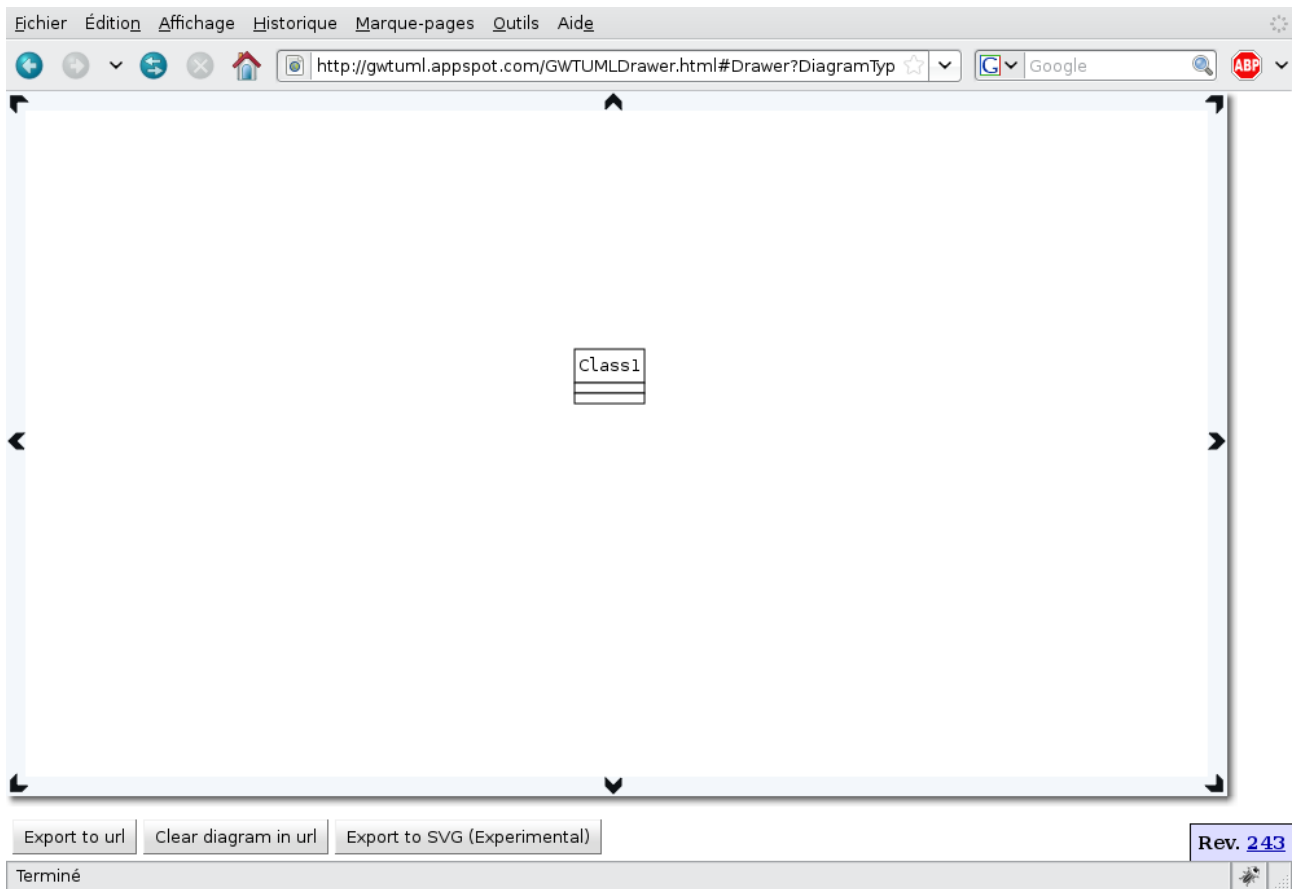 Fichier Édition Affichage Historique Marque-pages Outils Aide
http://gwtuml.appspot.com/GWTUMLDrawer.html#Drawer?DiagramTyp G Google ABP
Class1
Export to url Clear diagram in url Export to SVG (Experimental)
Rev. 243
Terminé